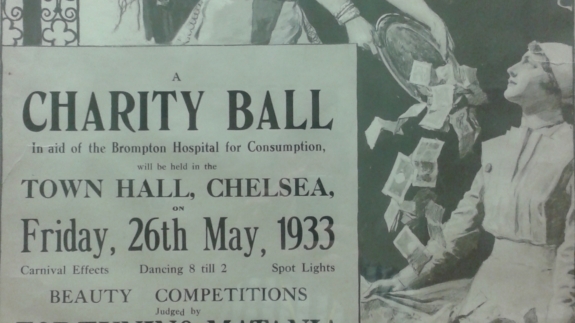 A
CHARITY BALL
in aid of the Brompton Hospital for Consumption,
will be held in the
TOWN HALL, CHELSEA,
ON
Friday, 26th May, 1933
Carnival Effects Dancing 8 till 2 Spot Lights
BEAUTY COMPETITIONS
Judged by